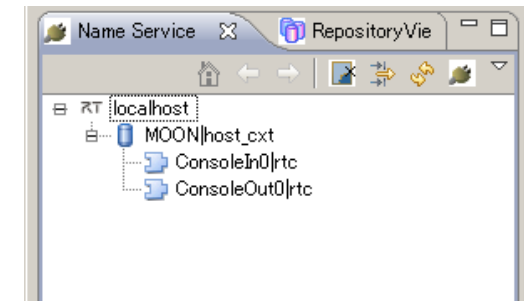 Name Service RepositoryVie
RT localhost
MOON|host_cxt
ConsoleIn0|rtc
ConsoleOut0|rtc